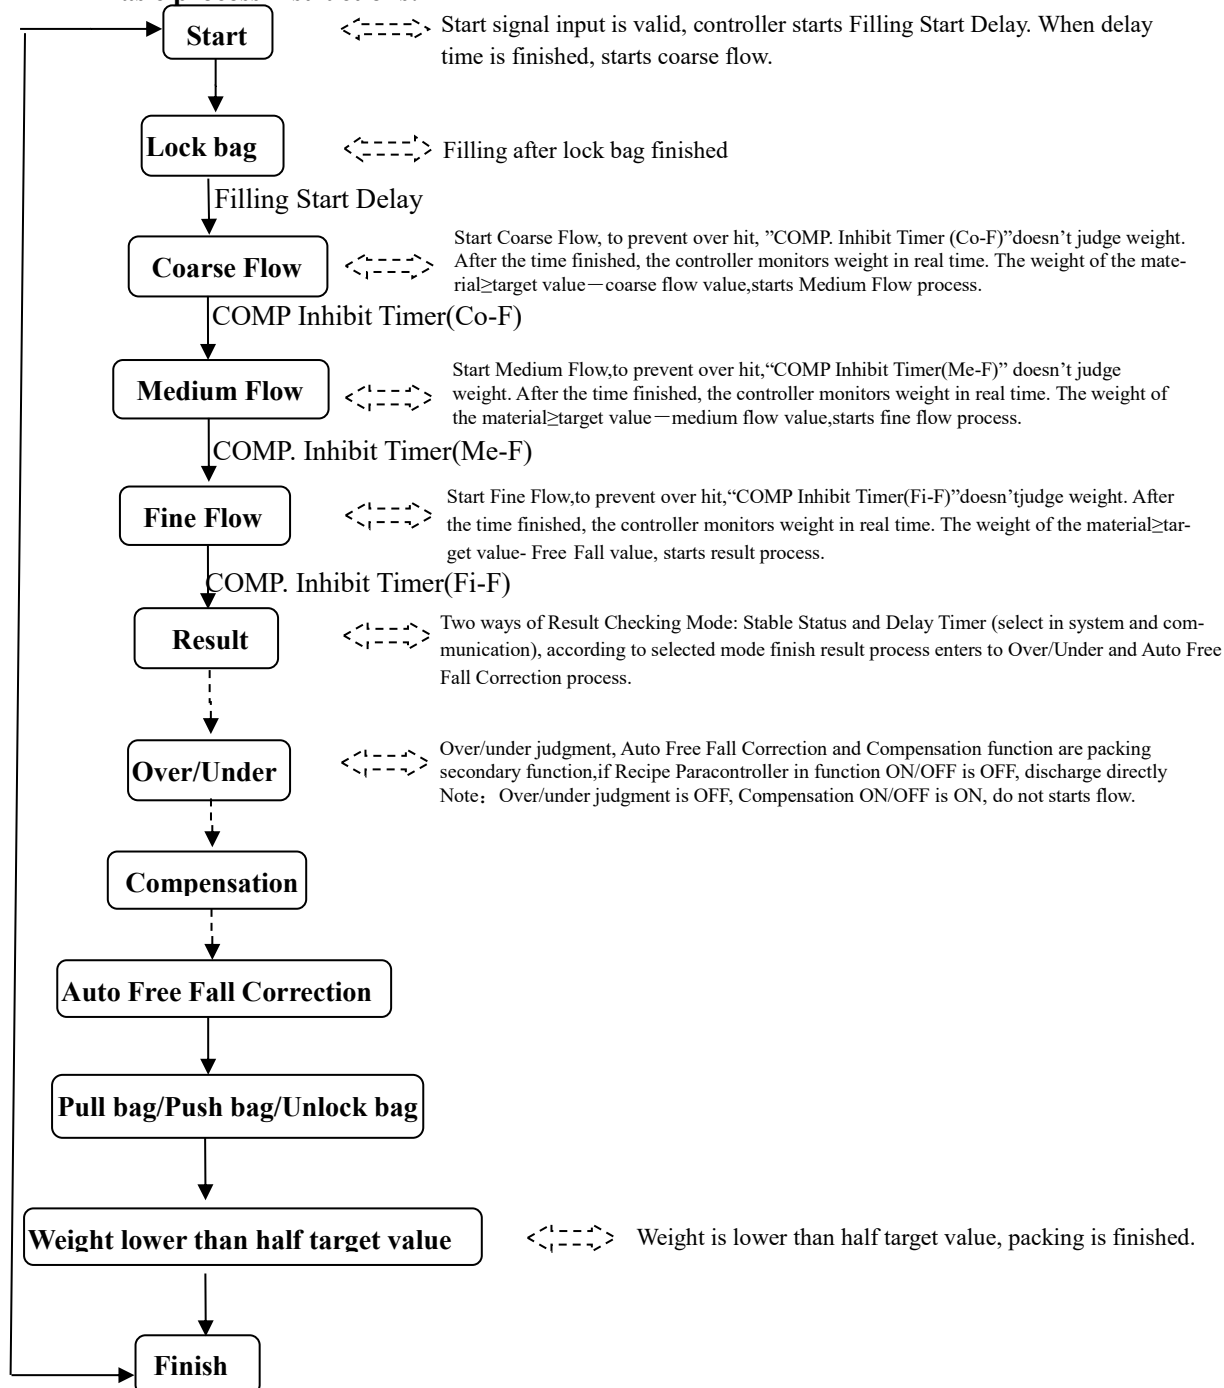 Start
Start signal input is valid, controller starts Filling Start Delay. When delay
time is finished, starts coarse flow.
Lock bag
Filling after lock bag finished
Filling Start Delay
Coarse Flow
Start Coarse Flow, to prevent over hit, ”COMP. Inhibit Timer (Co-F)”doesn’t judge weight.
After the time finished, the controller monitors weight in real time. The weight of the mate-
rial≥target value－coarse flow value,starts Medium Flow process.
COMP Inhibit Timer(Co-F)
Medium Flow
Start Medium Flow,to prevent over hit,“COMP Inhibit Timer(Me-F)” doesn’t judge
weight. After the time finished, the controller monitors weight in real time. The weight of
the material≥target value－medium flow value,starts fine flow process.
COMP. Inhibit Timer(Me-F)
Fine Flow
Start Fine Flow,to prevent over hit,“COMP Inhibit Timer(Fi-F)”doesn’tjudge weight. After
the time finished, the controller monitors weight in real time. The weight of the material≥tar-
get value- Free Fall value, starts result process.
COMP. Inhibit Timer(Fi-F)
Result
Two ways of Result Checking Mode: Stable Status and Delay Timer (select in system and com-
munication), according to selected mode finish result process enters to Over/Under and Auto Free
Fall Correction process.
Over/Under
Over/under judgment, Auto Free Fall Correction and Compensation function are packing
secondary function,if Recipe Paracontroller in function ON/OFF is OFF, discharge directly
Note：Over/under judgment is OFF, Compensation ON/OFF is ON, do not starts flow.
Compensation
Auto Free Fall Correction
Pull bag/Push bag/Unlock bag
Weight lower than half target value
Weight is lower than half target value, packing is finished.
Finish